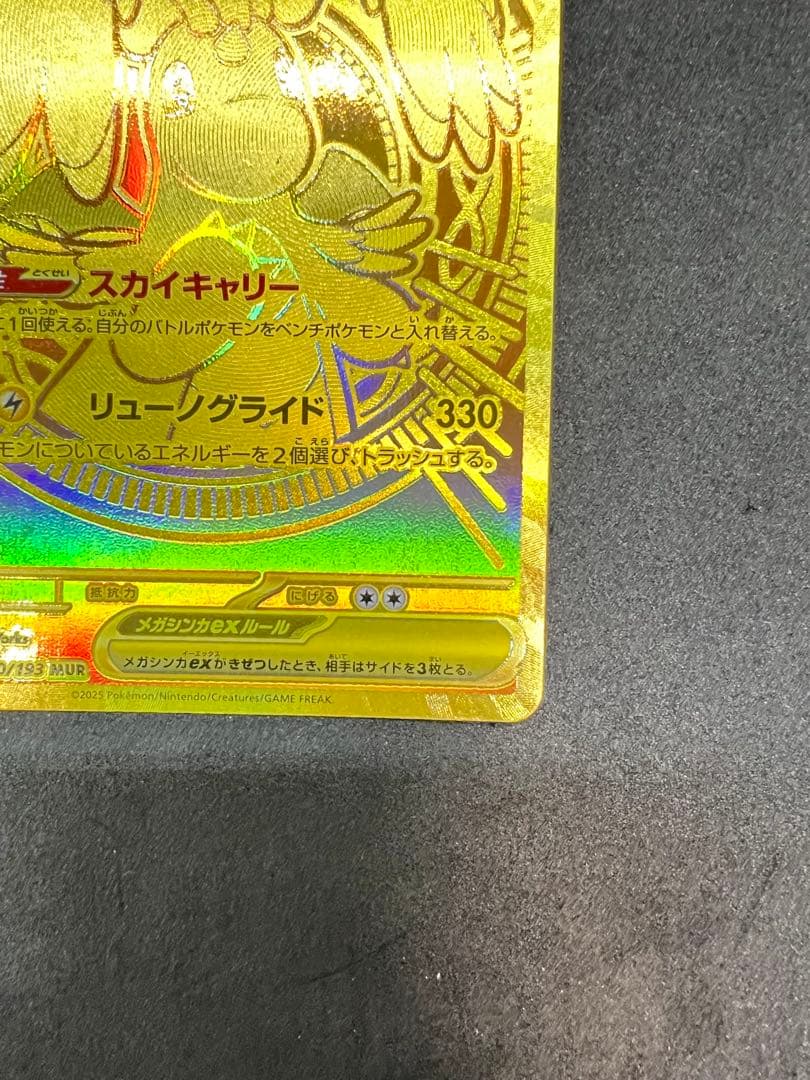 とくせい スカイキャリー
1回使える。自分のバトルポケモンをベンチポケモンと入れ替える。
リューノグライド 330
モンについているエネルギーを2個選び、トラッシュする。
抵抗力 にげる
メガシンカexルール
メガシンカexがきぜつしたとき、相手はサイドを3枚とる。
0/193 MUR
©2025 Pokémon/Nintendo/Creatures/GAME FREAK.